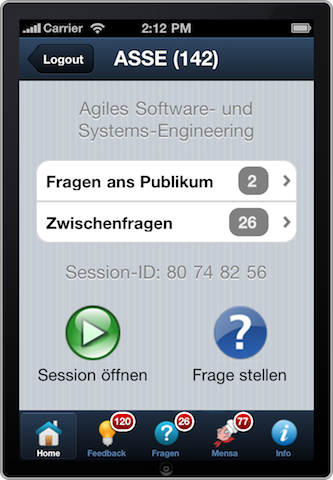 Carrier 2:12 PM
Logout ASSE (142)
Agiles Software- und
Systems-Engineering
Fragen ans Publikum 2
Zwischenfragen 26
Session-ID: 80 74 82 56
?
Session öffnen Frage stellen
120 ? 26 77 i
Home Feedback Fragen Mensa Info